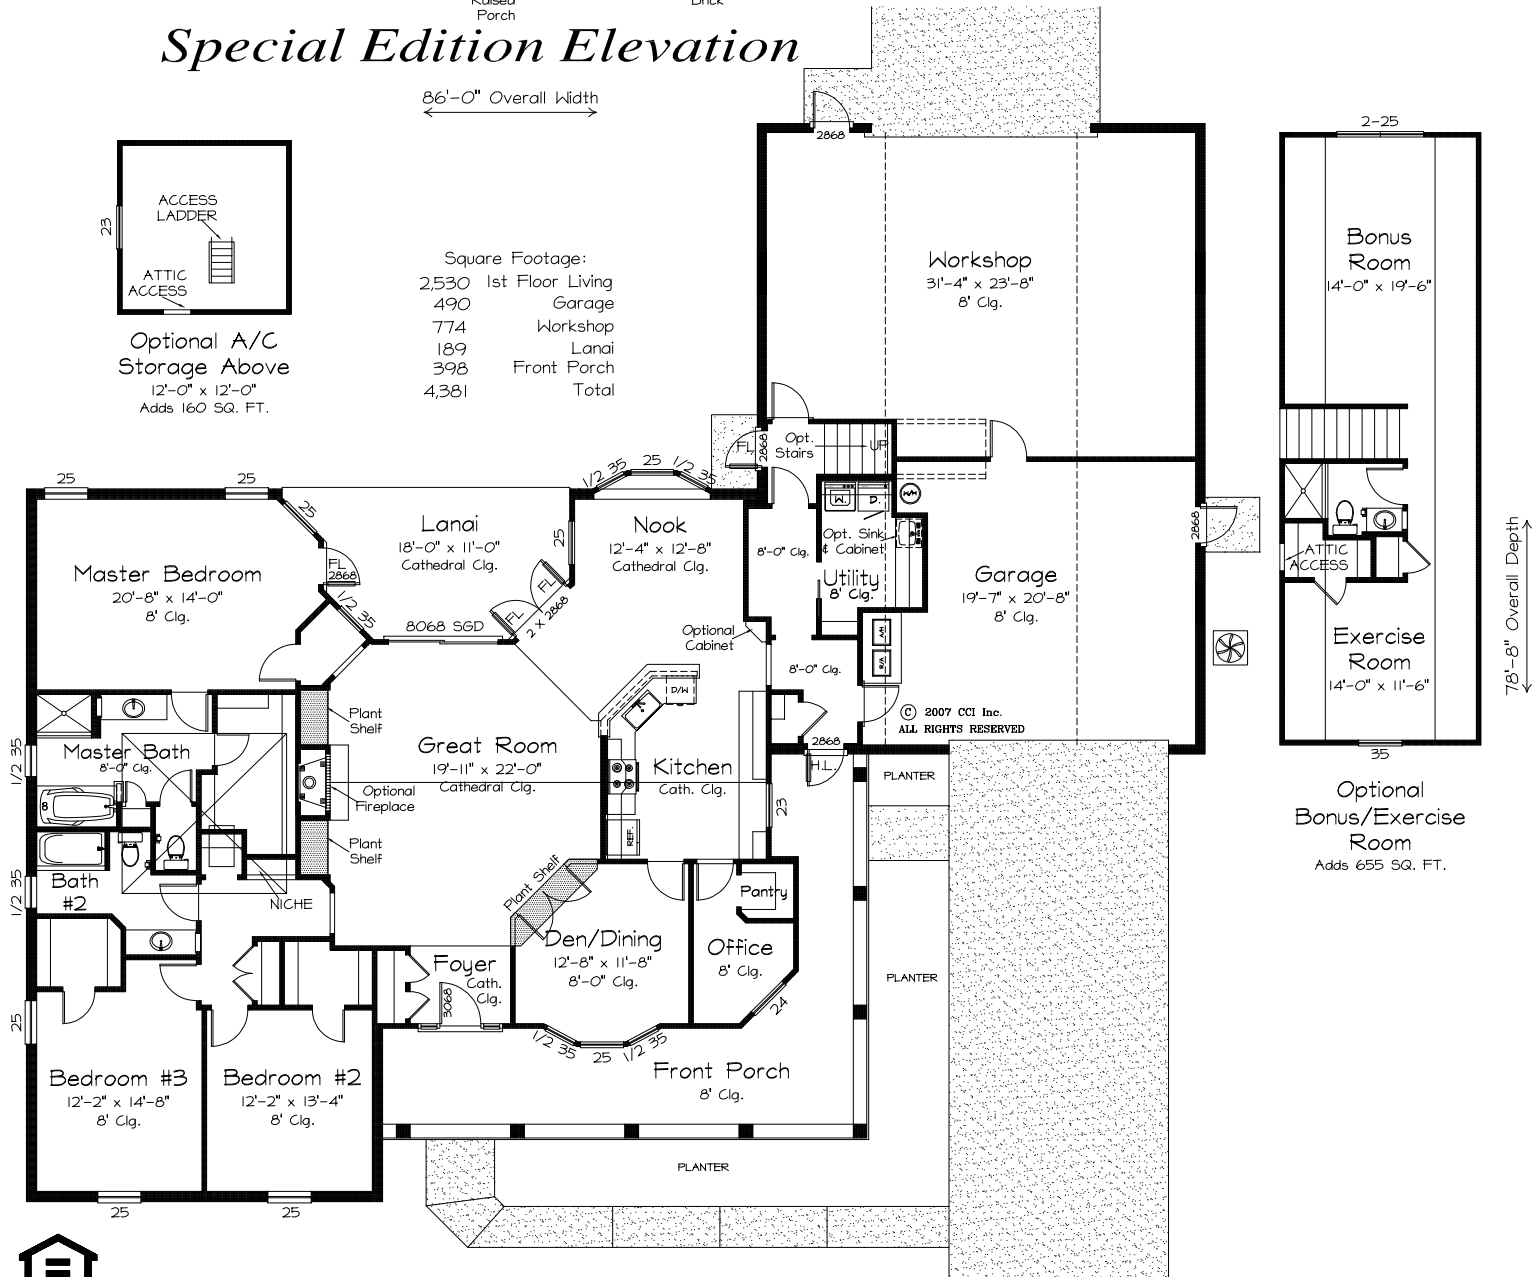 Raised
Porch
Brick
Special Edition Elevation
86'-0" Overall Width
ACCESS
LADDER
23
ATTIC
ACCESS
Optional A/C
Storage Above
12'-0" x 12'-0"
Adds 160 SQ. FT.
Square Footage:
2,530 1st Floor Living
490 Garage
774 Workshop
189 Lanai
398 Front Porch
4,381 Total
2868
Workshop
31'-4" x 23'-8"
8' Clg.
2-25
Bonus
Room
14'-0" x 19'-6"
ATTIC
ACCESS
Exercise
Room
14'-0" x 11'-6"
35
Optional
Bonus/Exercise
Room
Adds 655 SQ. FT.
78'-8" Overall Depth
FL
2868
Opt.
Stairs
UP
25
25
25
1/2 35
25
1/2 35
Master Bedroom
20'-8" x 14'-0"
8' Clg.
FL
2868
1/2 35
Lanai
18'-0" x 11'-0"
Cathedral Clg.
25
8068 SGD
FL
FL
2 x 2868
Nook
12'-4" x 12'-8"
Cathedral Clg.
8'-0" Clg.
W.
D.
W/H
Opt. Sink
& Cabinet
Utility
8' Clg.
Garage
19'-7" x 20'-8"
8' Clg.
2868
Optional
Cabinet
8'-0" Clg.
A/H
R/A
© 2007 CCI Inc.
ALL RIGHTS RESERVED
2868
H.L.
D/W
Plant
Shelf
Great Room
19'-11" x 22'-0"
Cathedral Clg.
Optional
Fireplace
Plant
Shelf
Kitchen
Cath. Clg.
REF.
23
1/2 35
Master Bath
8'-0" Clg.
8
1/2 35
Bath
#2
NICHE
Plant Shelf
Pantry
Den/Dining
12'-8" x 11'-8"
8'-0" Clg.
Office
8' Clg.
24
Foyer
Cath.
Clg.
3068
1/2 35
25
1/2 35
25
Bedroom #3
12'-2" x 14'-8"
8' Clg.
Bedroom #2
12'-2" x 13'-4"
8' Clg.
Front Porch
8' Clg.
PLANTER
PLANTER
PLANTER
25
25